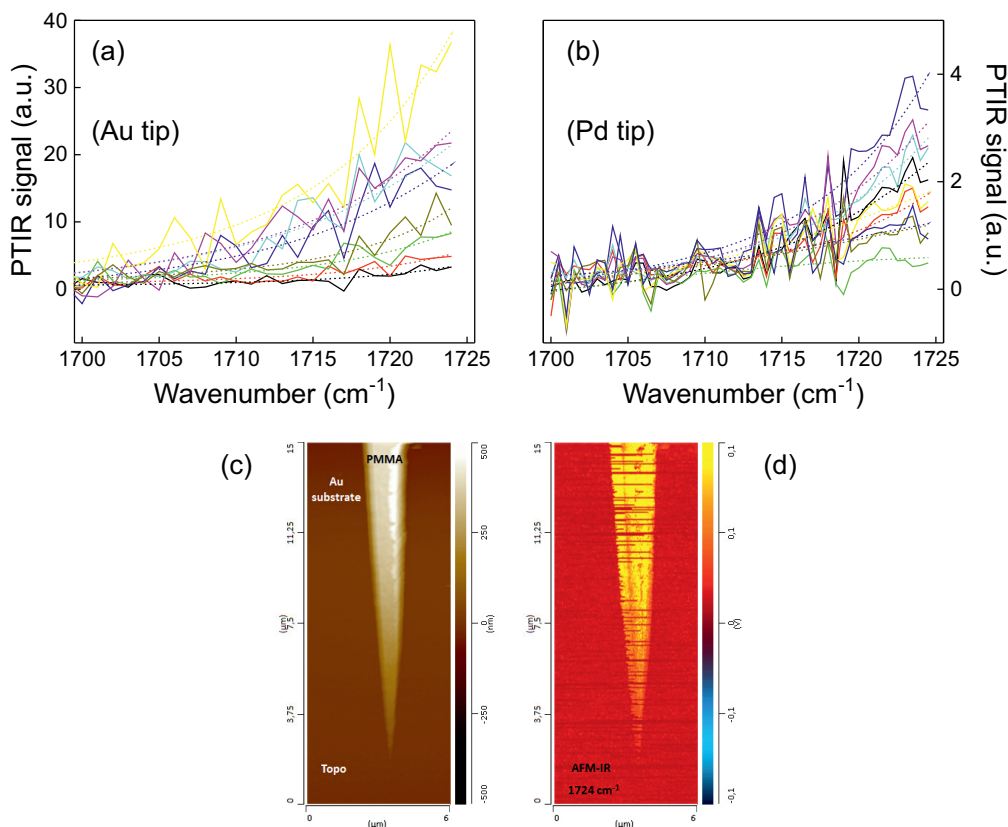 (a)
(Au tip)
PTIR signal (a.u.)
40
30
20
10
0
1700
1705
1710
1715
1720
1725
Wavenumber (cm⁻¹)
(b)
(Pd tip)
PTIR signal (a.u.)
4
2
0
1700
1705
1710
1715
1720
1725
Wavenumber (cm⁻¹)
(c)
PMMA
Au
substrate
Topo
15
11,25
7,5
3,75
0
(µm)
0
6
(µm)
500
250
0
-250
-500
(nm)
(d)
AFM-IR
1724 cm⁻¹
15
11,25
7,5
3,75
0
(µm)
0
6
(µm)
0,1
0,1
0
-0,1
-0,1
(V)